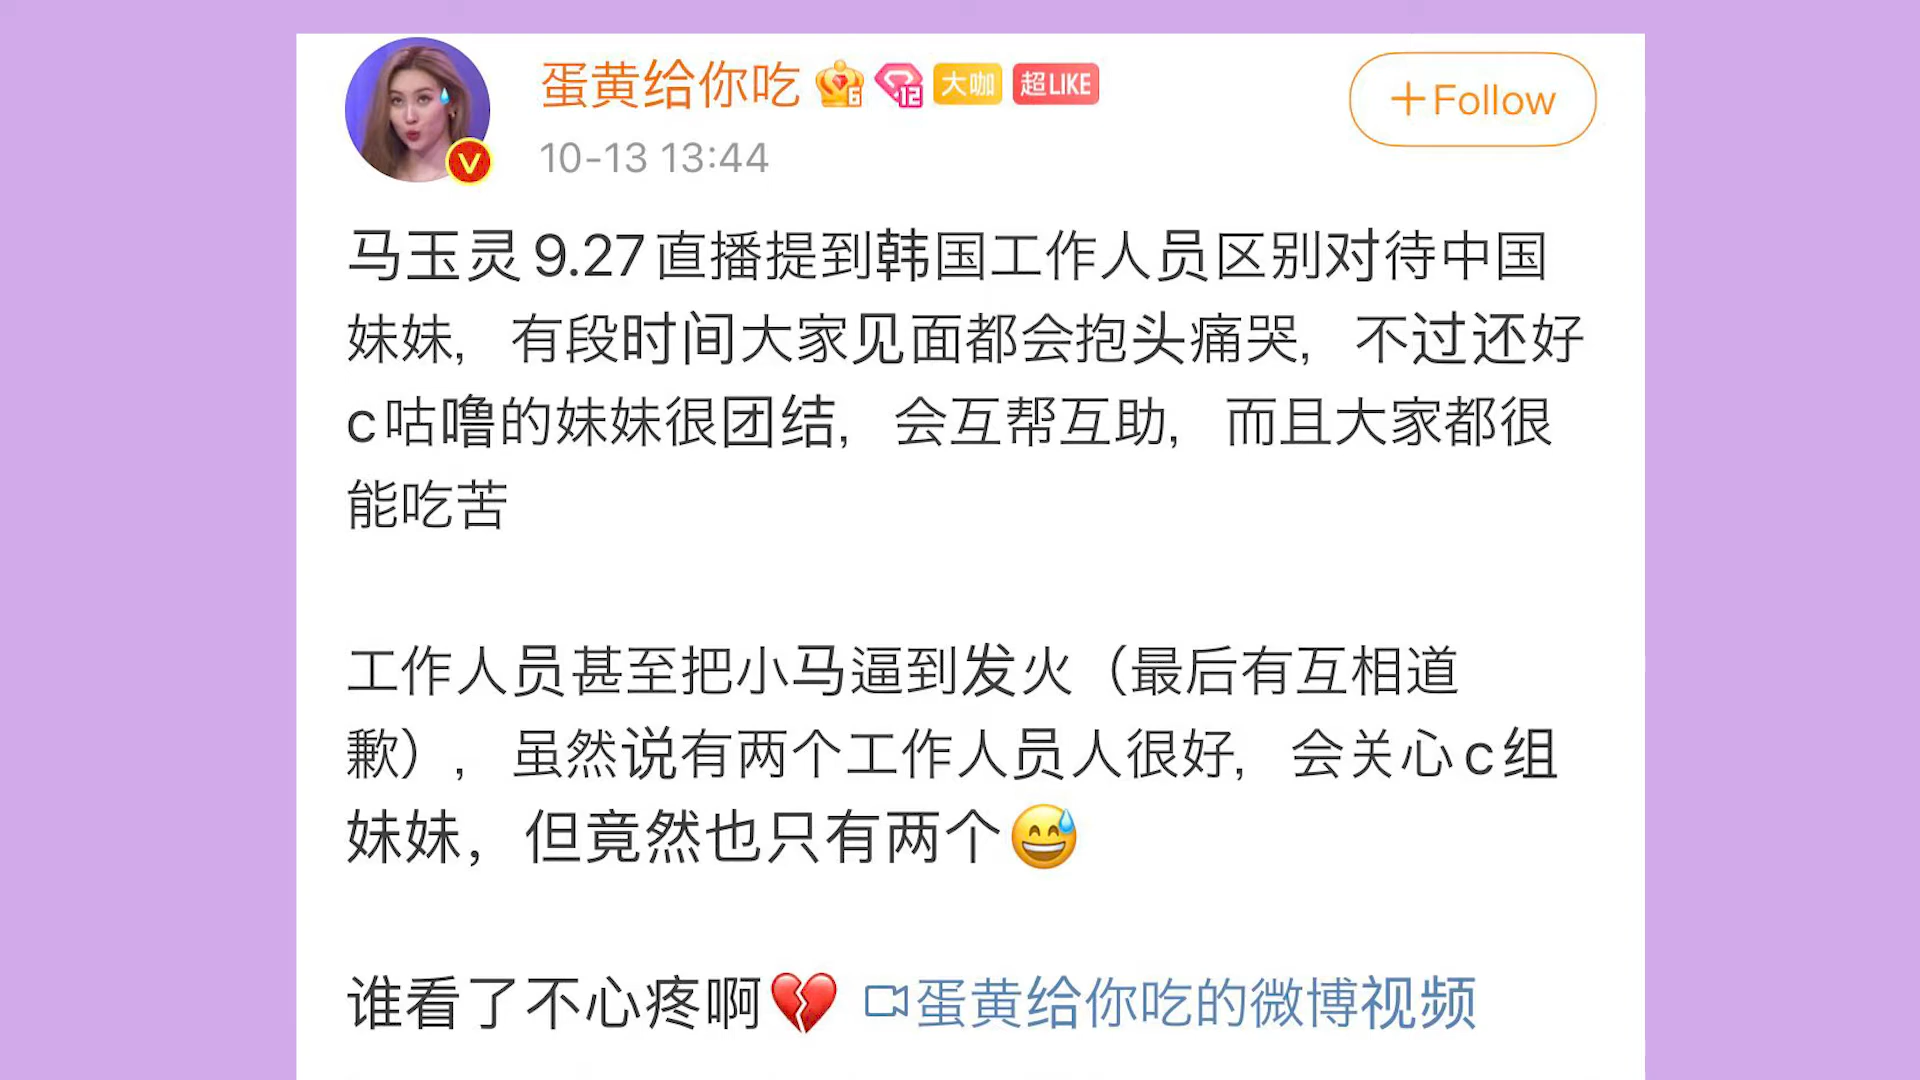 蛋黄给你吃 6 12 大咖 超LIKE
+Follow
V
10-13 13:44
马玉灵9.27直播提到韩国工作人员区别对待中国
妹妹，有段时间大家见面都会抱头痛哭，不过还好
c咕噜的妹妹很团结，会互帮互助，而且大家都很
能吃苦
工作人员甚至把小马逼到发火（最后有互相道
歉），虽然说有两个工作人员人很好，会关心c组
妹妹，但竟然也只有两个😅
谁看了不心疼啊💔 蛋黄给你吃的微博视频